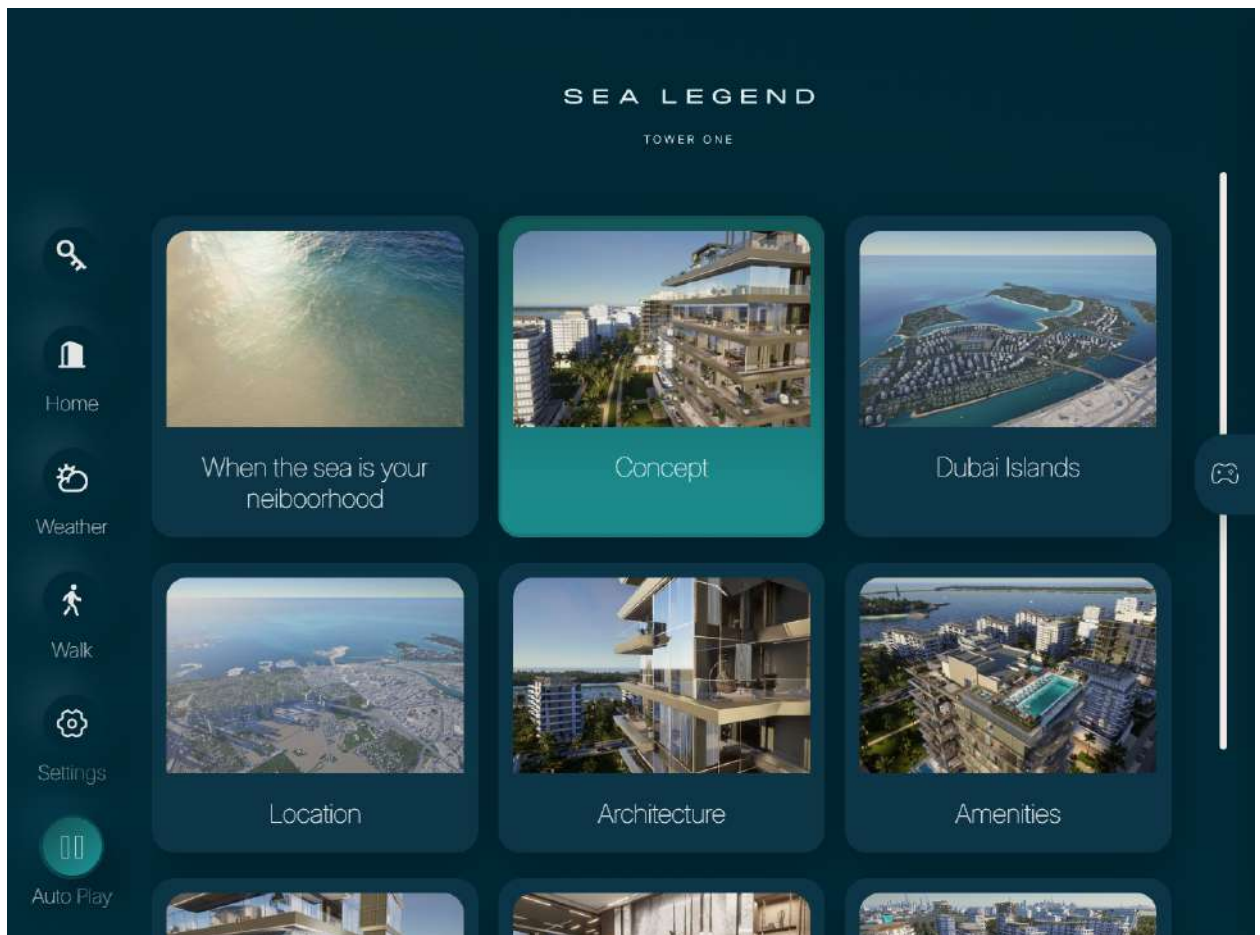 SEA LEGEND
TOWER ONE
Home
Weather
Walk
Settings
Auto Play
When the sea is your
neiboorhood
Concept
Dubai Islands
Location
Architecture
Amenities